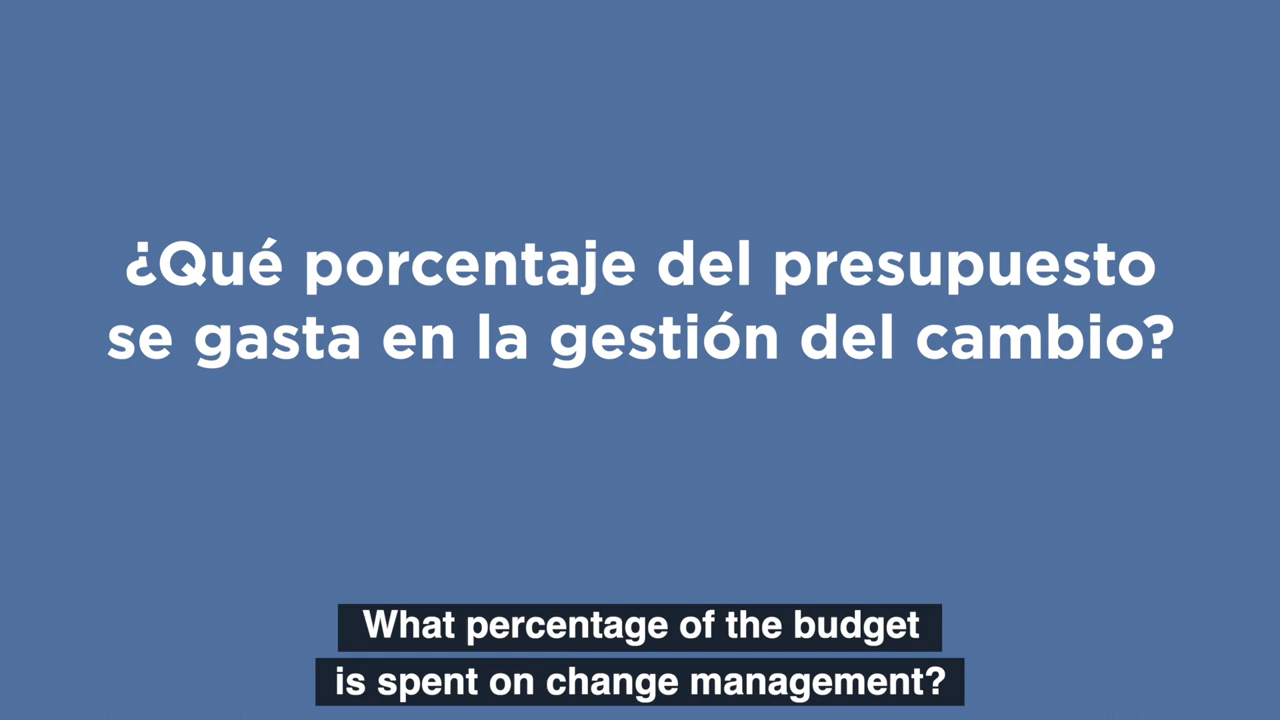 ¿Qué porcentaje del presupuesto
se gasta en la gestión del cambio?
What percentage of the budget
is spent on change management?